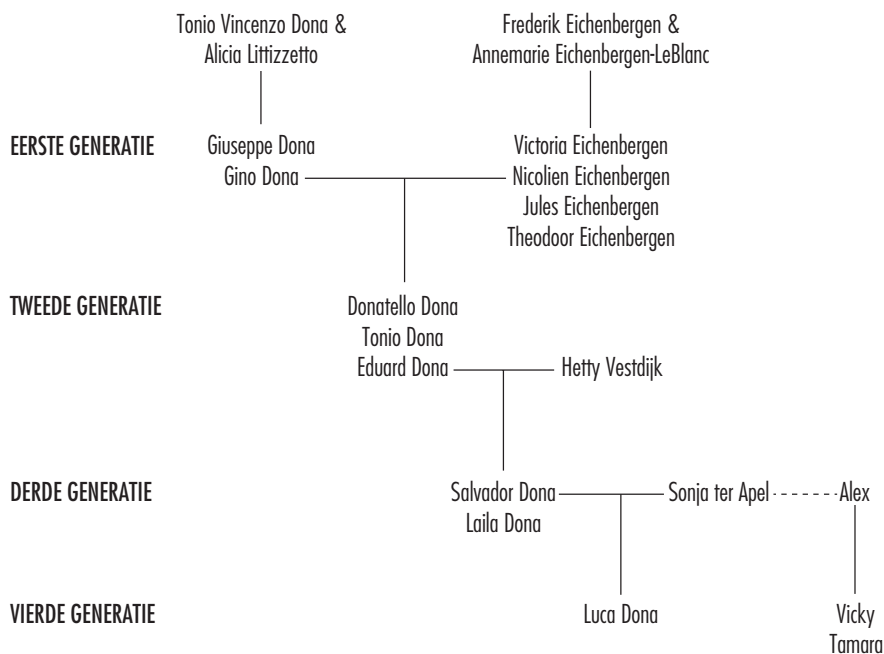 Tonio Vincenzo Dona &
Alicia Littizzetto
Frederik Eichenbergen &
Annemarie Eichenbergen-LeBlanc
EERSTE GENERATIE
Giuseppe Dona
Gino Dona
Victoria Eichenbergen
Nicolien Eichenbergen
Jules Eichenbergen
Theodoor Eichenbergen
TWEEDE GENERATIE
Donatello Dona
Tonio Dona
Eduard Dona
Hetty Vestdijk
DERDE GENERATIE
Salvador Dona
Laila Dona
Sonja ter Apel
Alex
VIERDE GENERATIE
Luca Dona
Vicky
Tamara